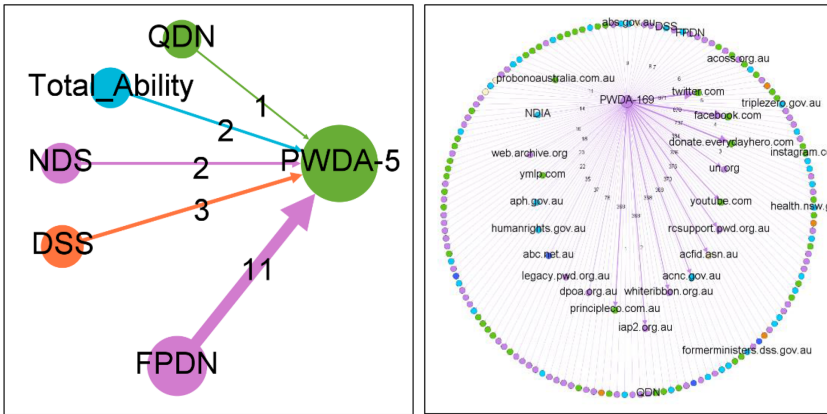 QDN
Total_Ability
1
2
NDS
2
PWDA-5
DSS
3
11
FPDN
abs.gov.au
DSS
FPDN
acoss.org.au
probonoaustralia.com.au
twitter.com
triplezero.gov.au
PWDA-169
NDIA
facebook.com
donate.everydayhero.com
instagram.c
web.archive.org
ymlp.com
un.org
aph.gov.au
youtube.com
health.nsw.g
humanrights.gov.au
rcsupport.pwd.org.au
abc.net.au
acfid.asn.au
legacy.pwd.org.au
acnc.gov.au
dpoa.org.au
whiteribbon.org.au
principleco.com.au
iap2.org.au
formerministers.dss.gov.au
QDN